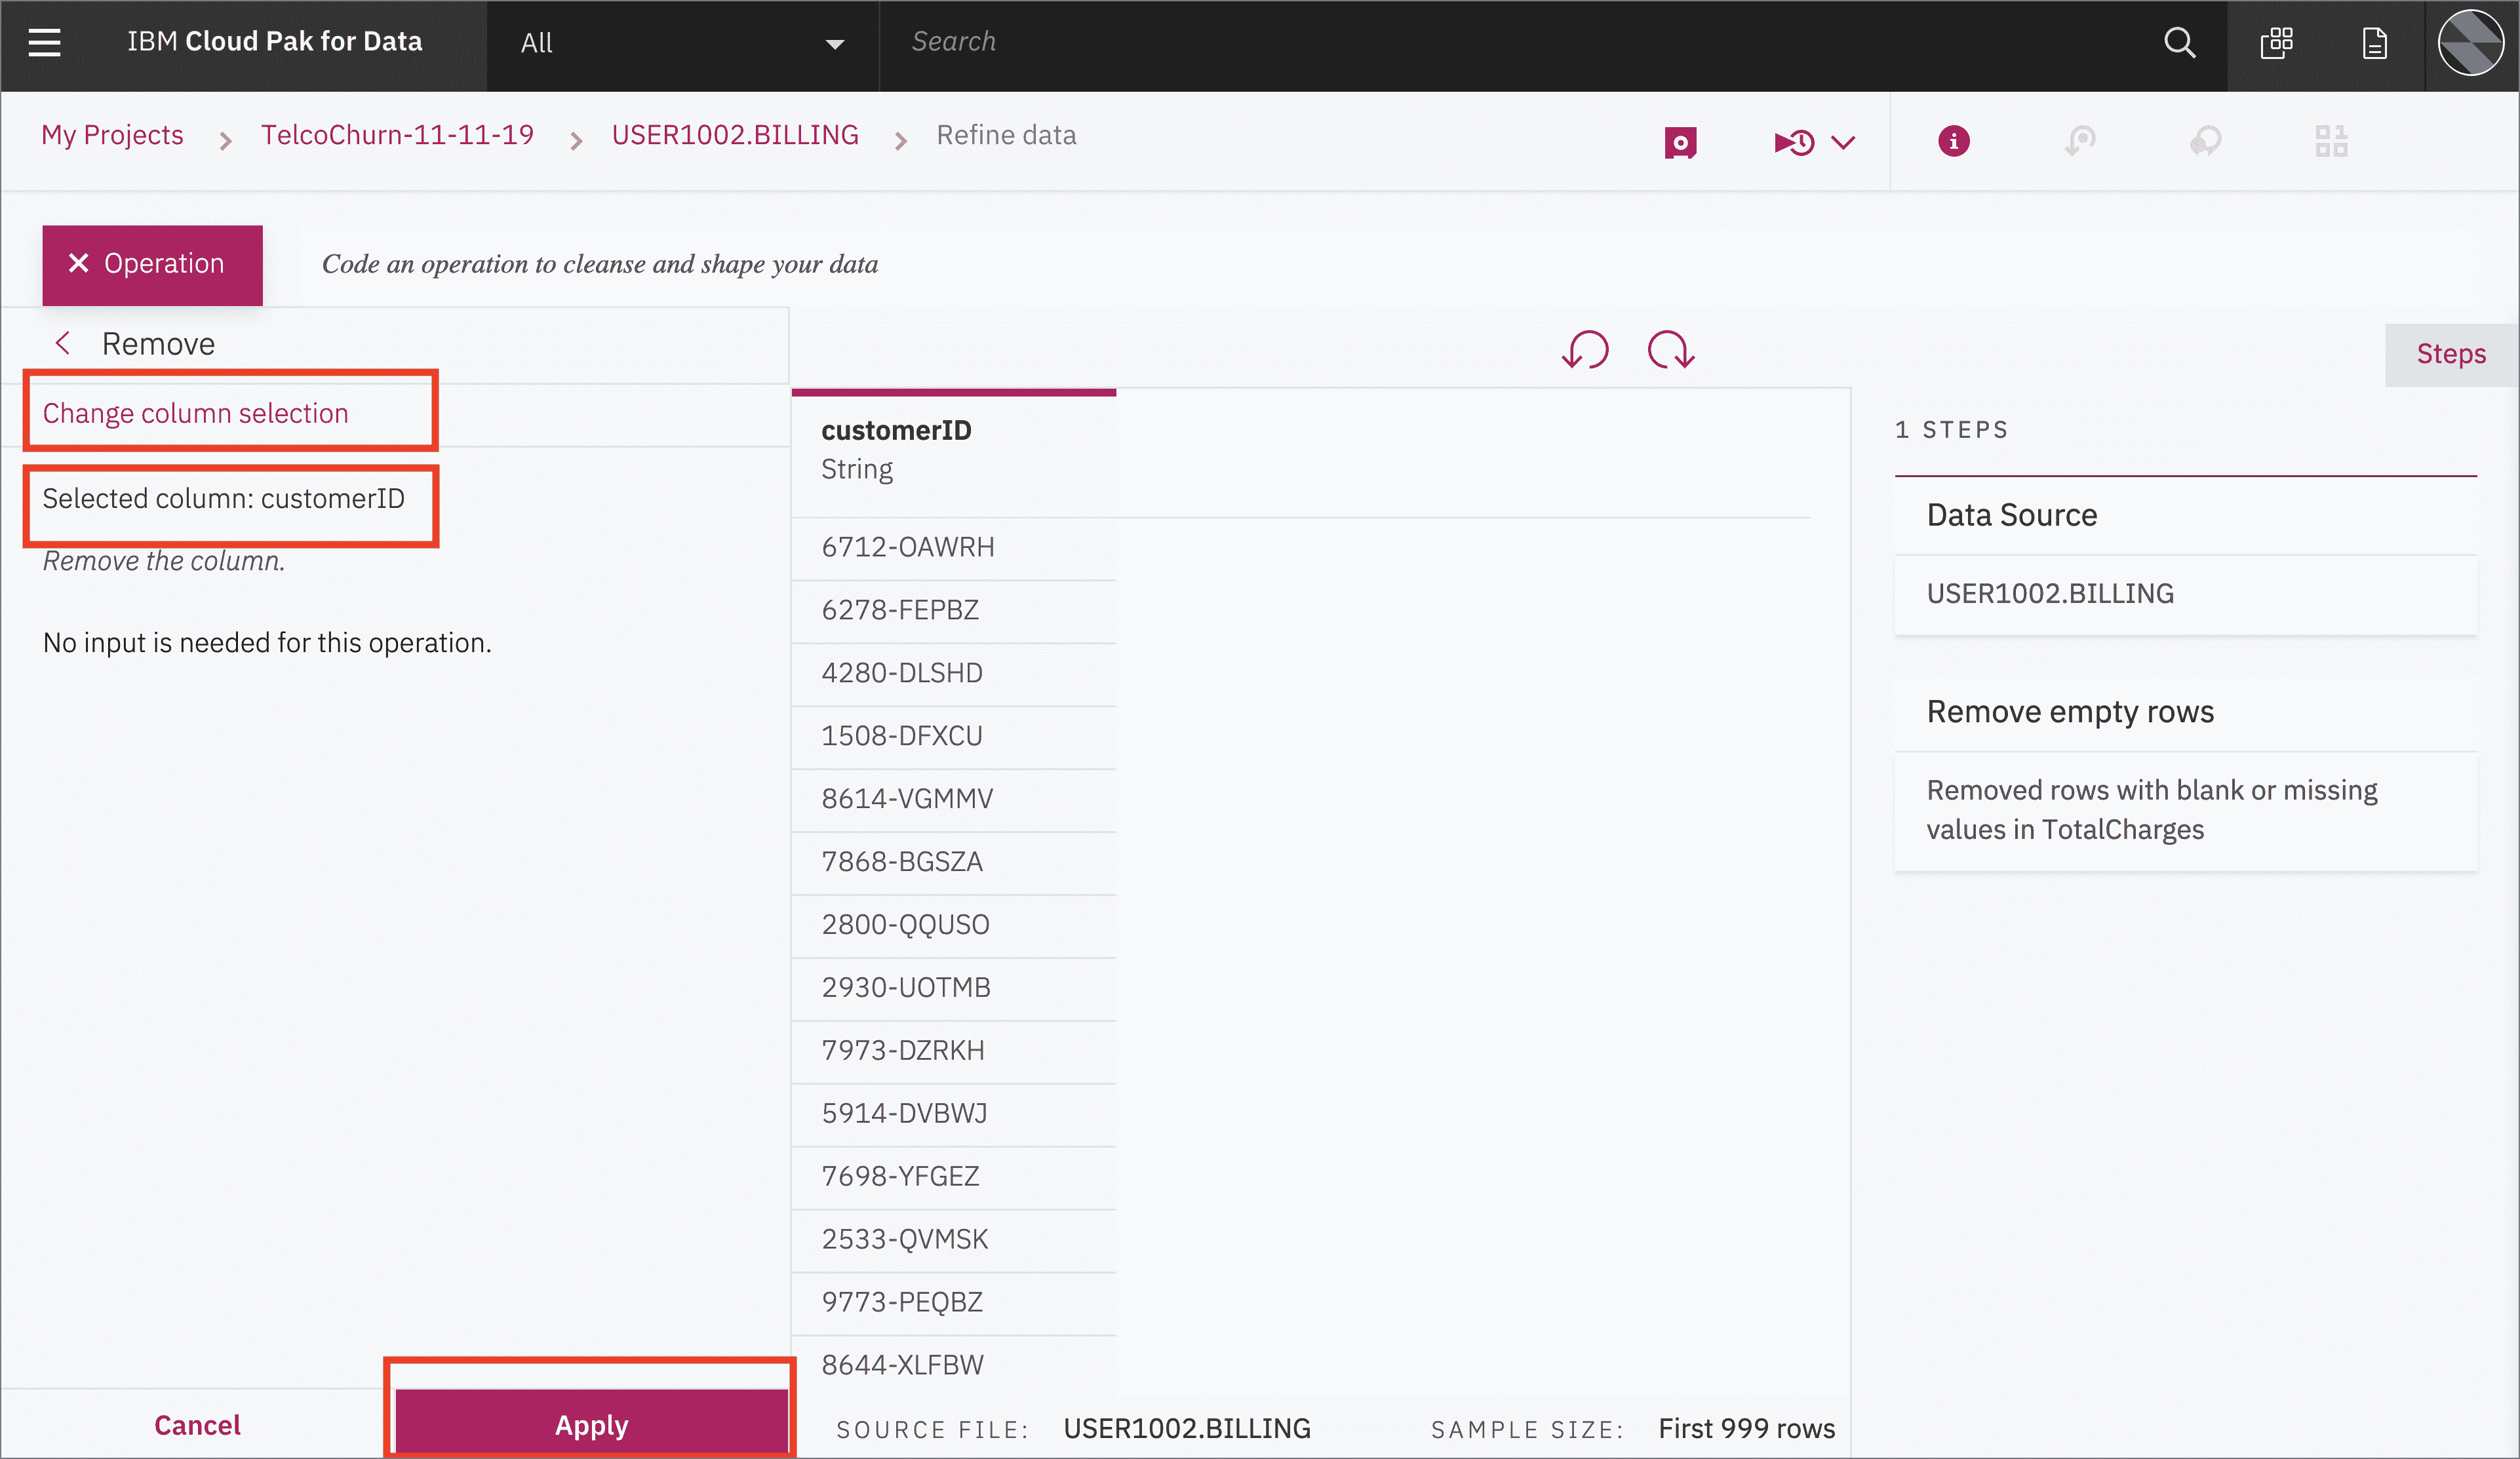 IBM Cloud Pak for Data
All
Search
My Projects
TelcoChurn-11-11-19
USER1002.BILLING
Refine data
Operation
Code an operation to cleanse and shape your data
Remove
Change column selection
Selected column: customerID
Remove the column.
No input is needed for this operation.
Cancel
Apply
customerID
String
6712-OAWRH
6278-FEPBZ
4280-DLSHD
1508-DFXCU
8614-VGMMV
7868-BGSZA
2800-QQUSO
2930-UOTMB
7973-DZRKH
5914-DVBWJ
7698-YFGEZ
2533-QVMSK
9773-PEQBZ
8644-XLFBW
SOURCE FILE: USER1002.BILLING
SAMPLE SIZE: First 999 rows
Steps
1 STEPS
Data Source
USER1002.BILLING
Remove empty rows
Removed rows with blank or missing
values in TotalCharges